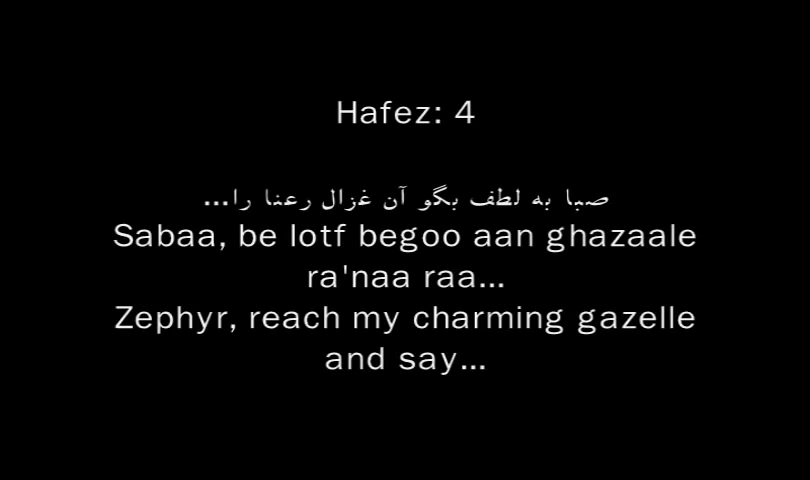 Hafez: 4
صبا به لطف بگو آن غزال رعنا را...
Sabaa, be lotf begoo aan ghazaale
ra'naa raa...
Zephyr, reach my charming gazelle
and say...